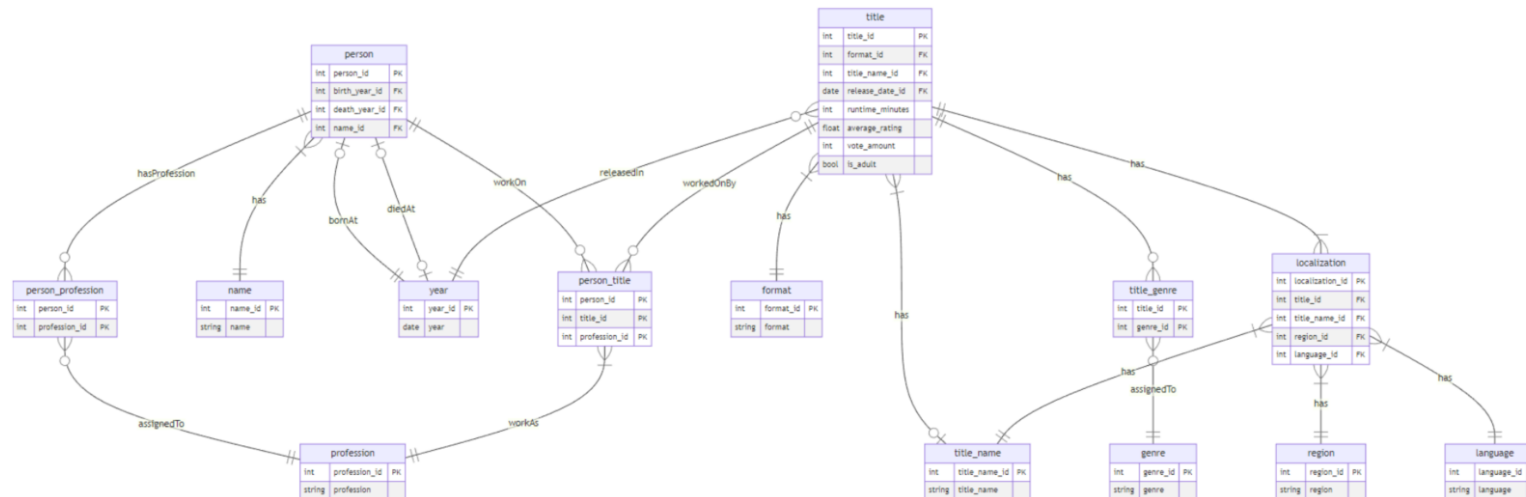 title
int title_id PK
int format_id FK
int title_name_id FK
date release_date_id FK
int runtime_minutes
float average_rating
int vote_amount
bool is_adult
person
int person_id PK
int birth_year_id FK
int death_year_id FK
int name_id FK
hasProfession
has
bornAt
diedAt
workOn
releasedIn
workedOnBy
has
has
has
has
person_profession
int person_id PK
int profession_id PK
name
int name_id PK
string name
year
int year_id PK
date year
person_title
int person_id PK
int title_id PK
int profession_id PK
format
int format_id PK
string format
title_genre
int title_id PK
int genre_id PK
localization
int localization_id PK
int title_id FK
int title_name_id FK
int region_id FK
int language_id FK
assignedTo
workAs
has
assignedTo
has
has
profession
int profession_id PK
string profession
title_name
int title_name_id PK
string title_name
genre
int genre_id PK
string genre
region
int region_id PK
string region
language
int language_id
string language